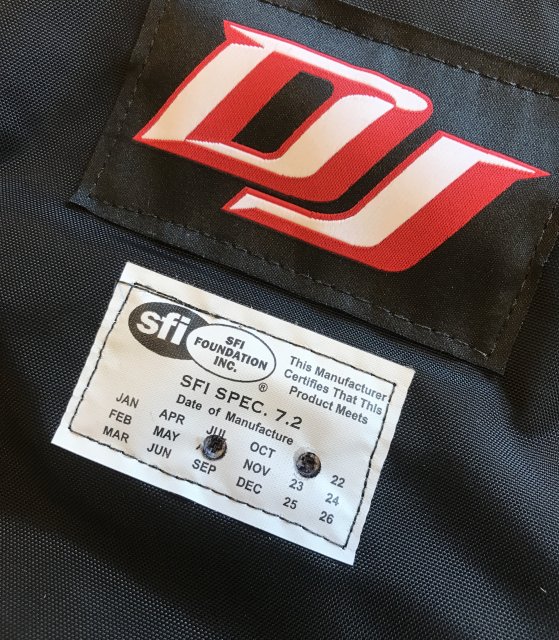 DJ
sfi
SFI
FOUNDATION
INC.
®
This Manufacturer
Certifies That This
Product Meets
SFI SPEC. 7.2
Date of Manufacture
JAN APR JUL OCT 22
FEB MAY NOV 23 24
MAR JUN SEP DEC 25 26